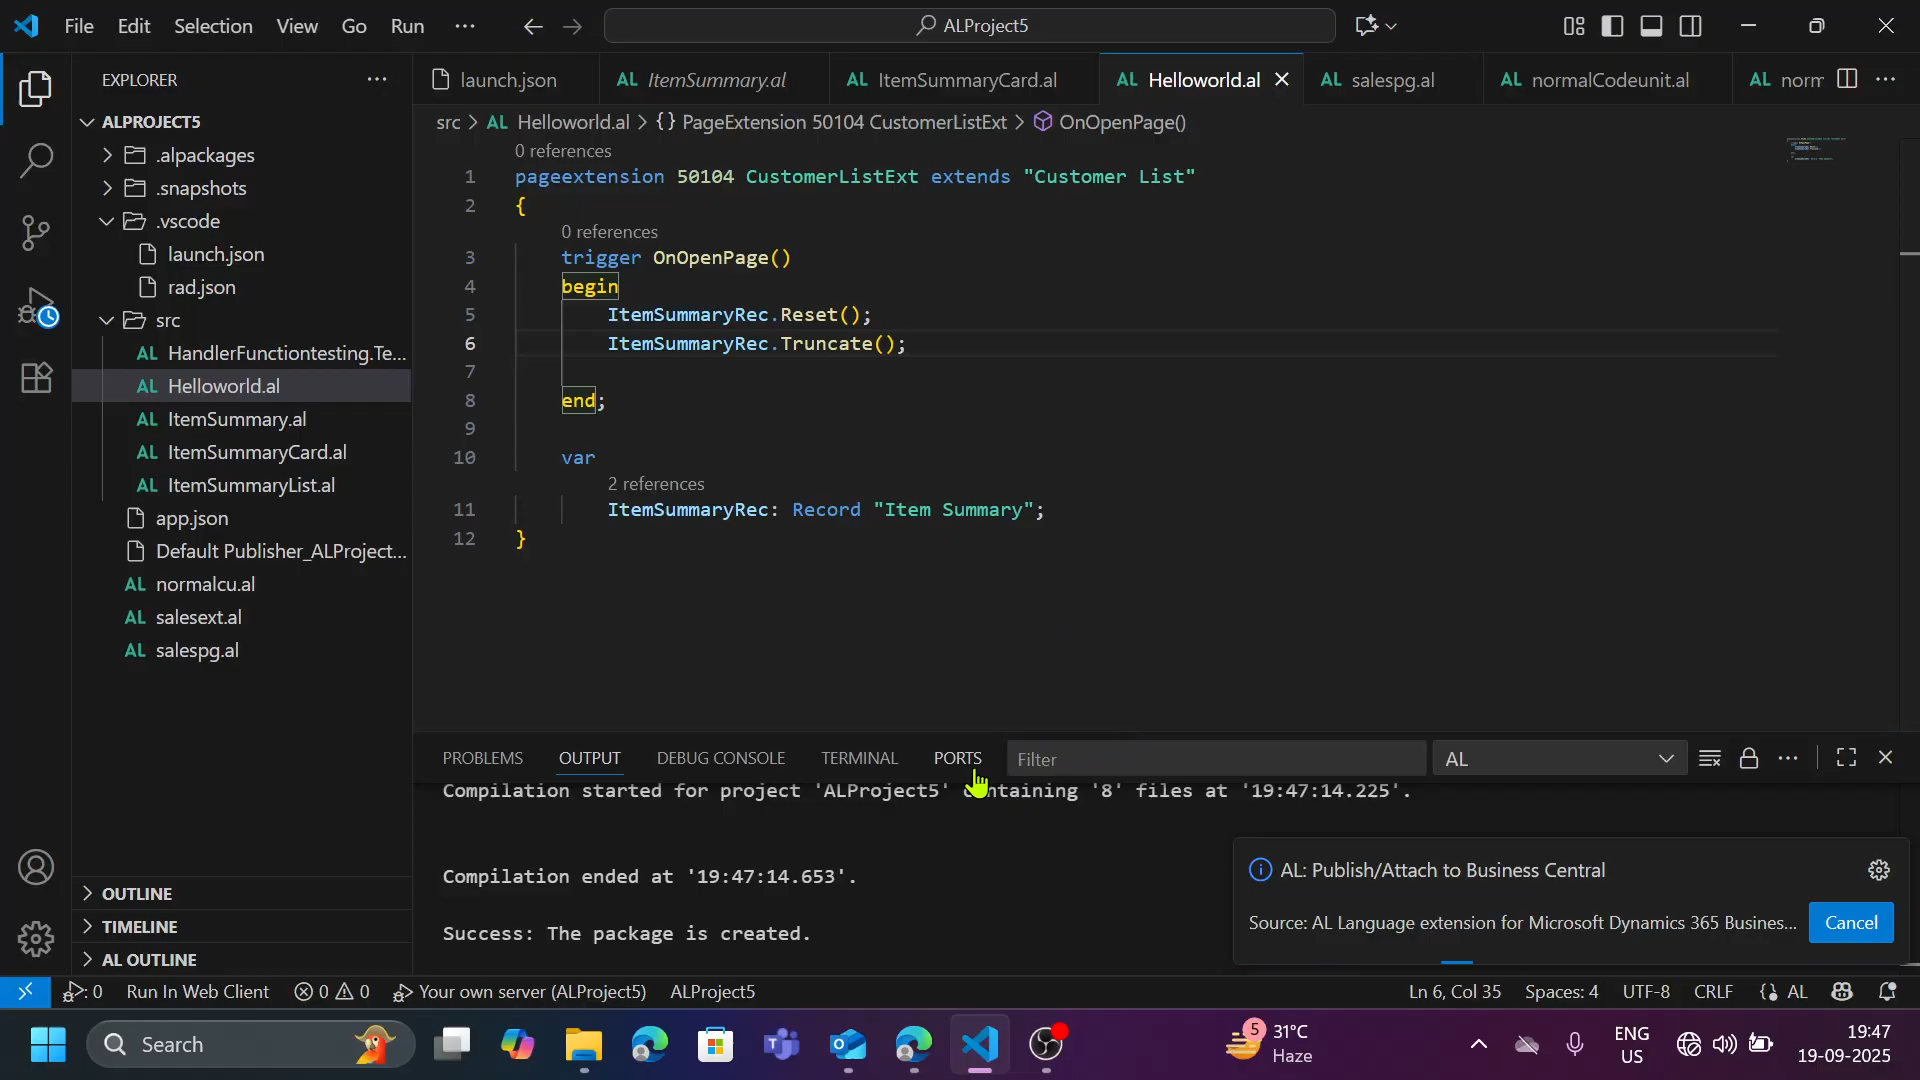 File Edit Selection View Go Run ···
ALProject5
EXPLORER
launch.json
AL ItemSummary.al
AL ItemSummaryCard.al
AL Helloworld.al
AL salespg.al
AL normalCodeunit.al
AL norm
src > AL Helloworld.al > {} PageExtension 50104 CustomerListExt > OnOpenPage()
ALPROJECT5
.alpackages
.snapshots
.vscode
launch.json
rad.json
src
AL HandlerFunctiontesting.Te...
AL Helloworld.al
AL ItemSummary.al
AL ItemSummaryCard.al
AL ItemSummaryList.al
app.json
Default Publisher_ALProject...
AL normalcu.al
AL salesext.al
AL salespg.al
OUTLINE
TIMELINE
AL OUTLINE
0 references
1 pageextension 50104 CustomerListExt extends "Customer List"
2 {
0 references
3 trigger OnOpenPage()
4 begin
5 ItemSummaryRec.Reset();
6 ItemSummaryRec.Truncate();
7
8 end;
9
10 var
2 references
11 ItemSummaryRec: Record "Item Summary";
12 }
PROBLEMS OUTPUT DEBUG CONSOLE TERMINAL PORTS Filter AL
Compilation started for project 'ALProject5' containing '8' files at '19:47:14.225'.
Compilation ended at '19:47:14.653'.
Success: The package is created.
AL: Publish/Attach to Business Central
Source: AL Language extension for Microsoft Dynamics 365 Busines...
Cancel
0 Run In Web Client 0 0 Your own server (ALProject5) ALProject5 Ln 6, Col 35 Spaces: 4 UTF-8 CRLF {} AL
Search
5
31°C
Haze
ENG
US
19:47
19-09-2025